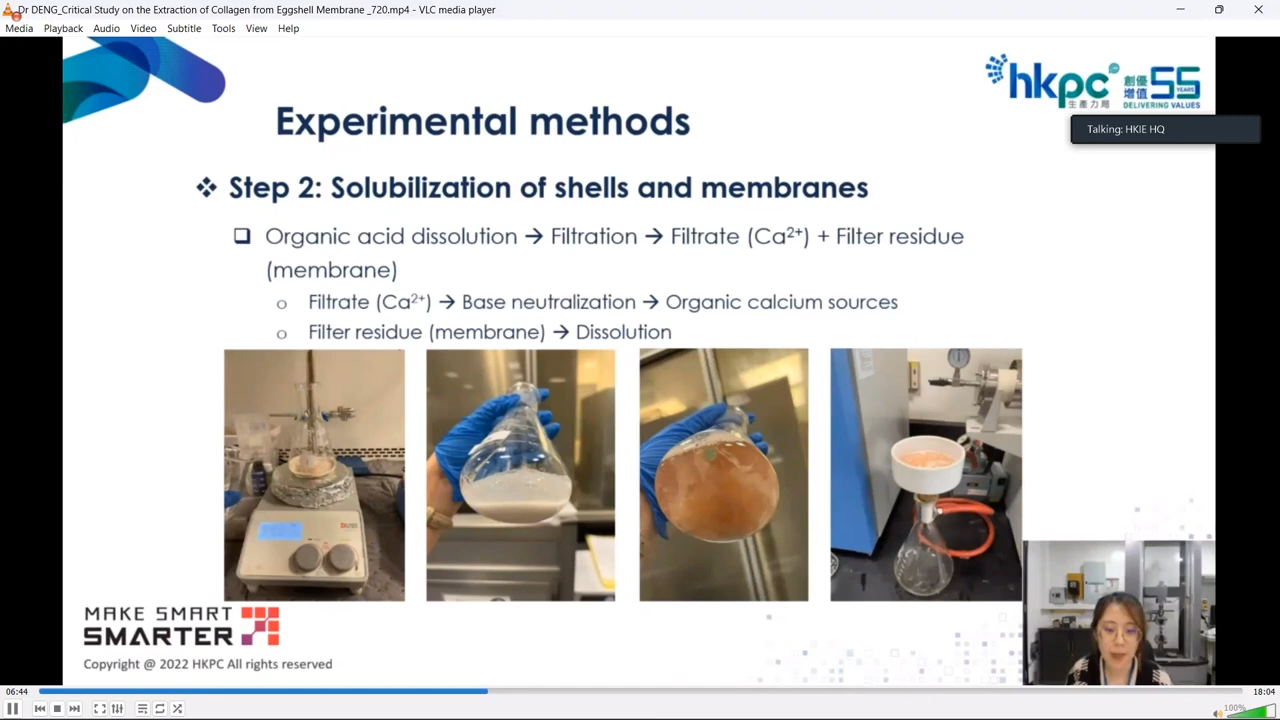 Dr DENG_Critical Study on the Extraction of Collagen from Eggshell Membrane _720.mp4 - VLC media player
Media Playback Audio Video Subtitle Tools View Help
hkpc
生產力局
創優
增值
55
YEARS
DELIVERING VALUES
Talking: HKIE HQ
Experimental methods
❖ Step 2: Solubilization of shells and membranes
❑ Organic acid dissolution → Filtration → Filtrate (Ca²⁺) + Filter residue
(membrane)
o Filtrate (Ca²⁺) → Base neutralization → Organic calcium sources
o Filter residue (membrane) → Dissolution
MAKE SMART
SMARTER
Copyright @ 2022 HKPC All rights reserved
06:44
18:04
100%